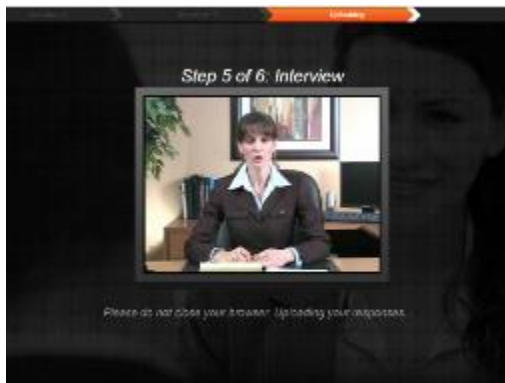 Uploading
Step 5 of 6: Interview
Please do not close your browser. Uploading your responses.